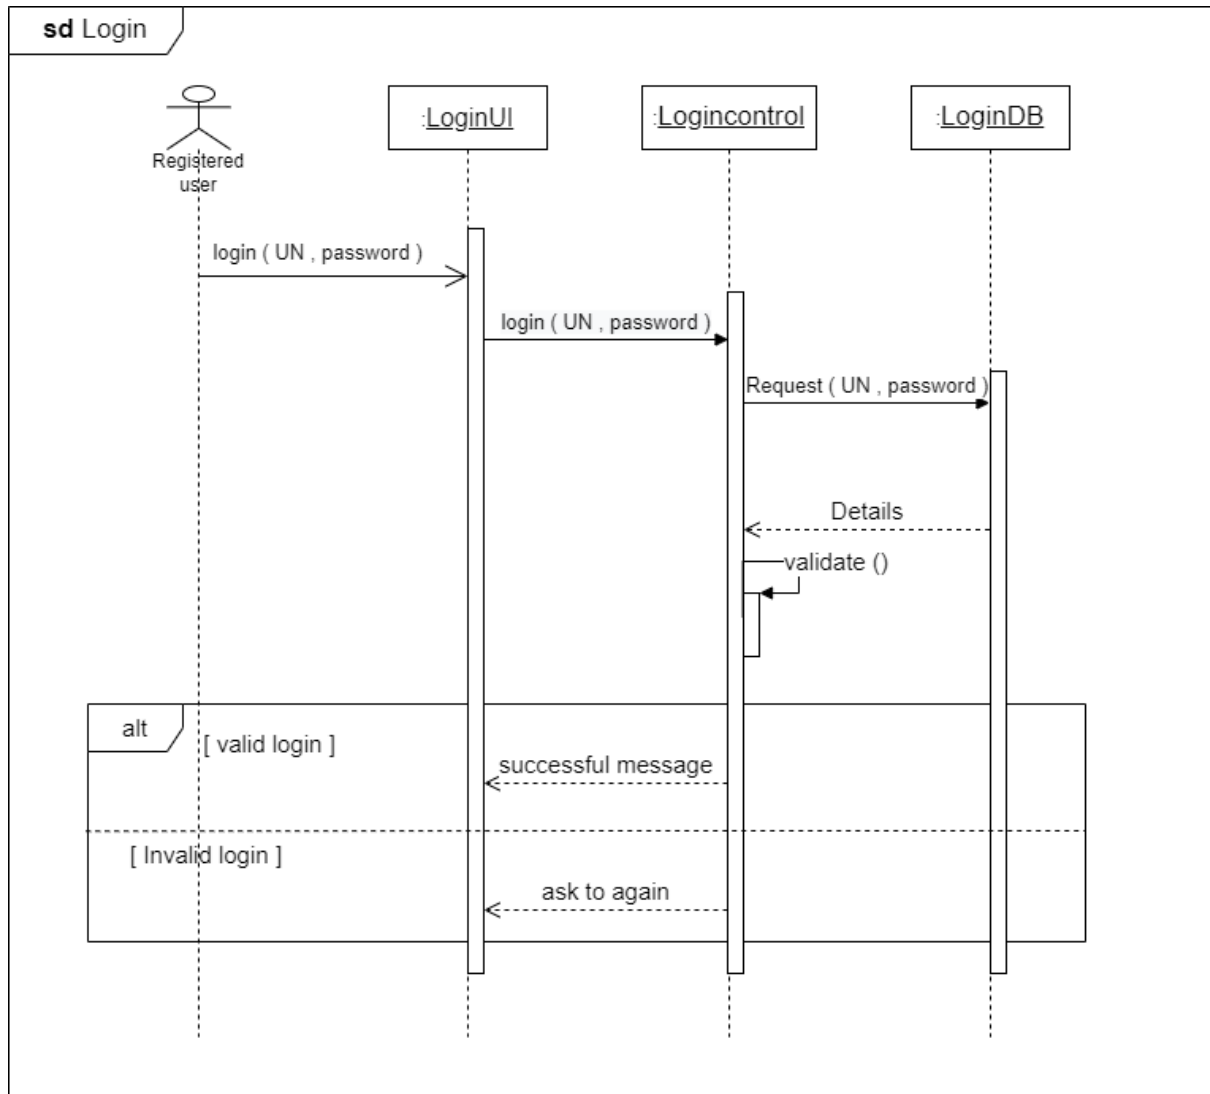 sd Login
Registered
user
:LoginUI
:Logincontrol
:LoginDB
login ( UN , password )
login ( UN , password )
Request ( UN , password )
Details
validate ()
alt
[ valid login ]
successful message
[ Invalid login ]
ask to again